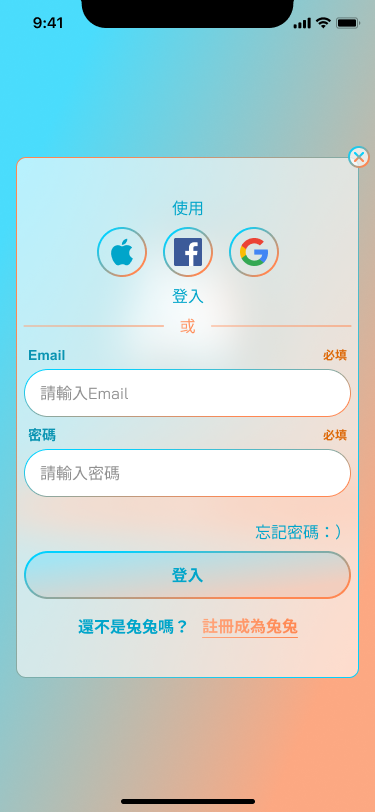 9:41
使用
登入
或
Email 必填
請輸入Email
密碼 必填
請輸入密碼
忘記密碼：）
登入
還不是兔兔嗎？ 註冊成為兔兔